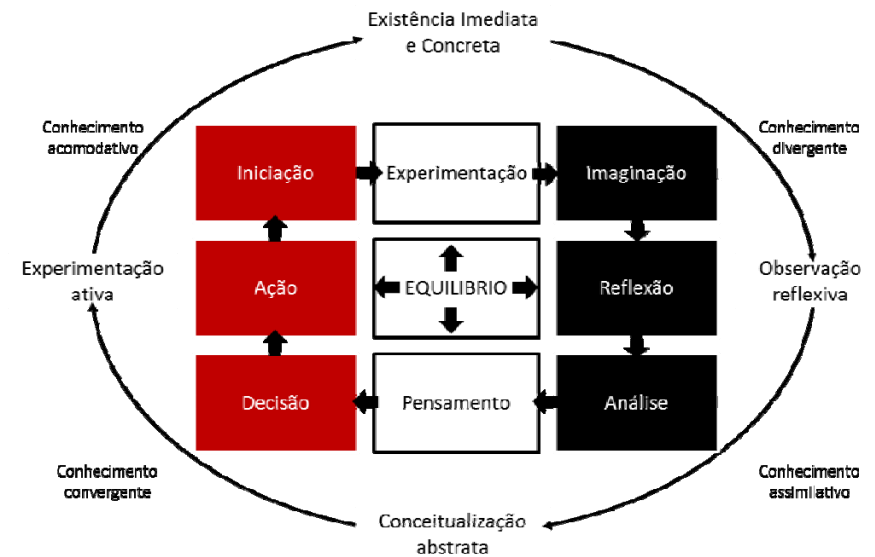 Existência Imediata
e Concreta
Conhecimento
acomodativo
Conhecimento
divergente
Iniciação
Experimentação
Imaginação
Experimentação
ativa
Ação
EQUILIBRIO
Reflexão
Observação
reflexiva
Decisão
Pensamento
Análise
Conhecimento
convergente
Conhecimento
assimilativo
Conceitualização
abstrata